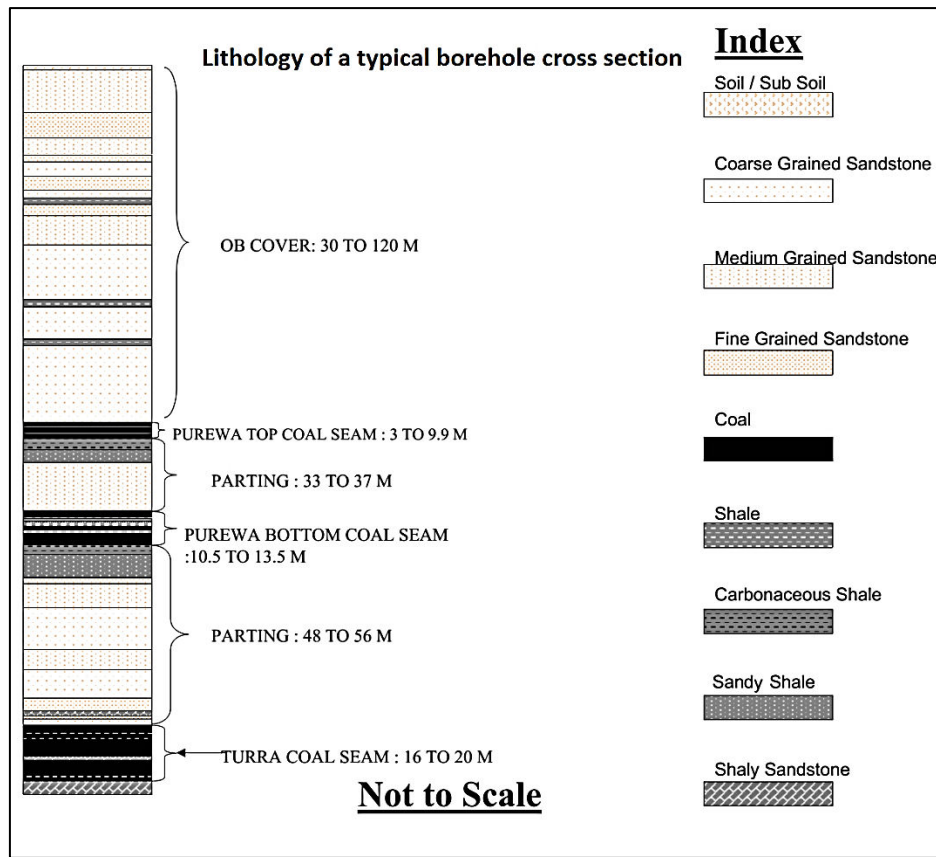 Lithology of a typical borehole cross section
OB COVER: 30 TO 120 M
PUREWA TOP COAL SEAM : 3 TO 9.9 M
PARTING : 33 TO 37 M
PUREWA BOTTOM COAL SEAM
:10.5 TO 13.5 M
PARTING : 48 TO 56 M
TURRA COAL SEAM : 16 TO 20 M
Not to Scale
Index
Soil / Sub Soil
Coarse Grained Sandstone
Medium Grained Sandstone
Fine Grained Sandstone
Coal
Shale
Carbonaceous Shale
Sandy Shale
Shaly Sandstone